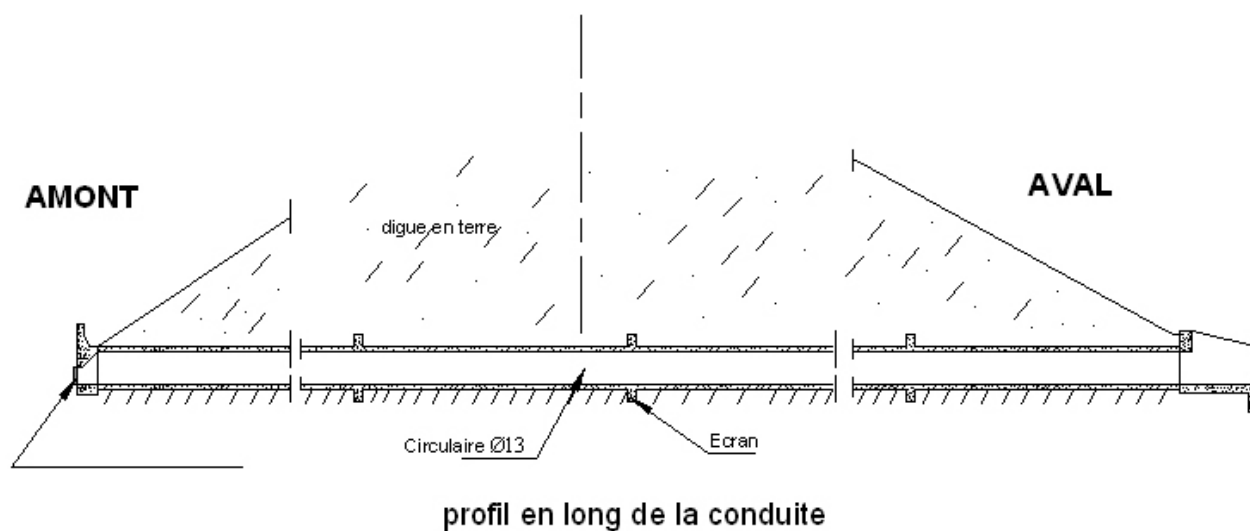 AMONT
AVAL
digue en terre
Circulaire Ø13
Ecran
profil en long de la conduite